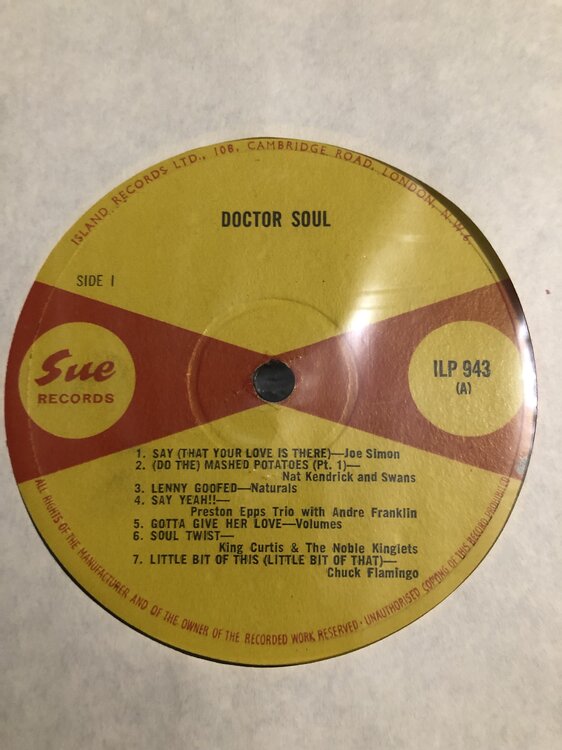 ISLAND RECORDS LTD., 108, CAMBRIDGE ROAD, LONDON, N.W.6.
DOCTOR SOUL
SIDE 1
Sue
RECORDS
ILP 943
(A)
1. SAY (THAT YOUR LOVE IS THERE)—Joe Simon
2. (DO THE) MASHED POTATOES (Pt. 1)—
Nat Kendrick and Swans
3. LENNY GOOFED—Naturals
4. SAY YEAH!!—
Preston Epps Trio with Andre Franklin
5. GOTTA GIVE HER LOVE—Volumes
6. SOUL TWIST—
King Curtis & The Noble Kinglets
7. LITTLE BIT OF THIS (LITTLE BIT OF THAT)—
Chuck Flamingo
ALL RIGHTS OF THE MANUFACTURER AND OF THE OWNER OF THE RECORDED WORK RESERVED · UNAUTHORISED COPYING OF THIS RECORD PROHIBITED